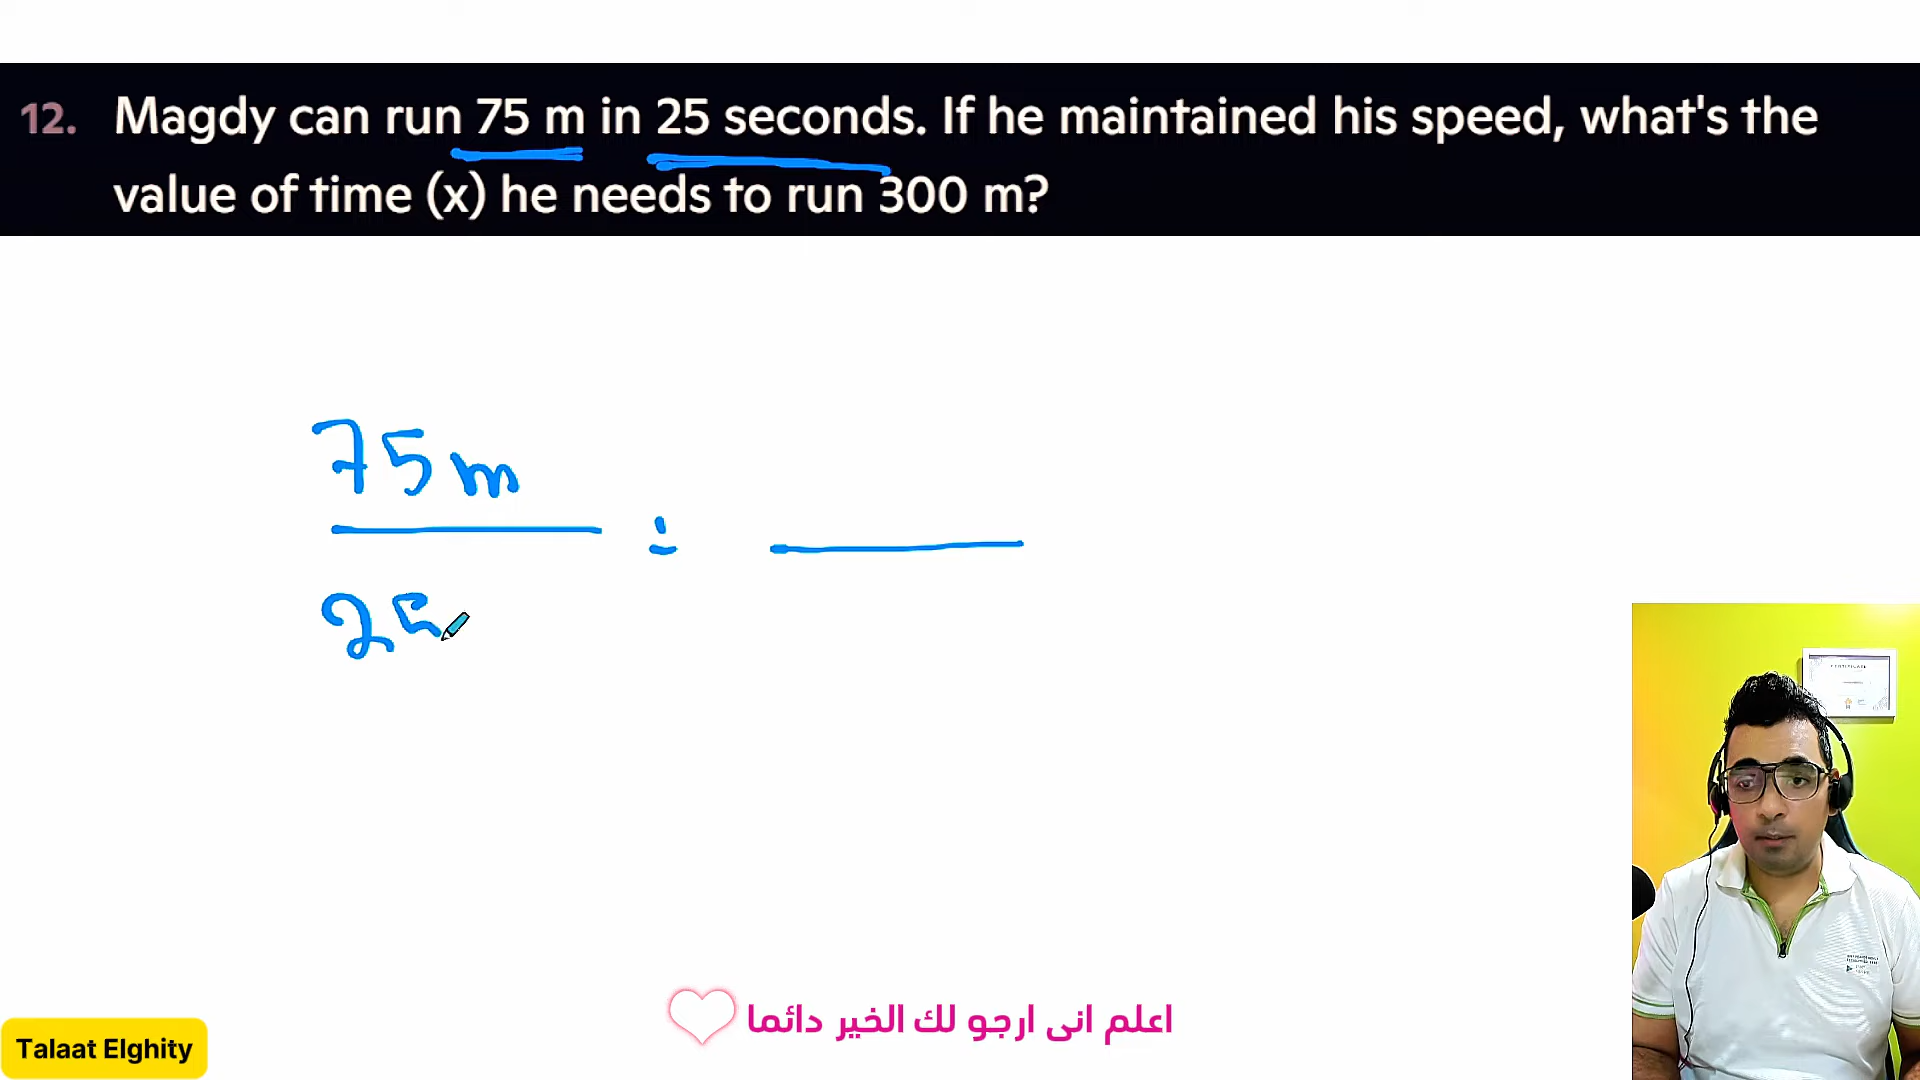 12. Magdy can run 75 m in 25 seconds. If he maintained his speed, what's the
value of time (x) he needs to run 300 m?
75 m
=
25
اعلم انى ارجو لك الخير دائما
Talaat Elghity